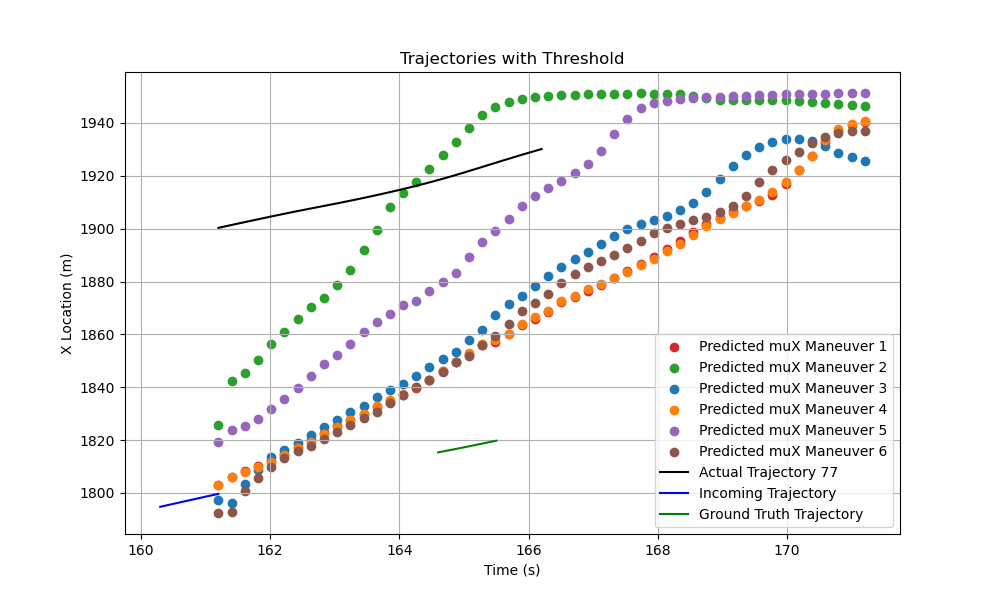 Trajectories with Threshold
X Location (m)
1940
1920
1900
1880
1860
1840
1820
1800
160
162
164
166
168
170
Time (s)
Predicted muX Maneuver 1
Predicted muX Maneuver 2
Predicted muX Maneuver 3
Predicted muX Maneuver 4
Predicted muX Maneuver 5
Predicted muX Maneuver 6
Actual Trajectory 77
Incoming Trajectory
Ground Truth Trajectory